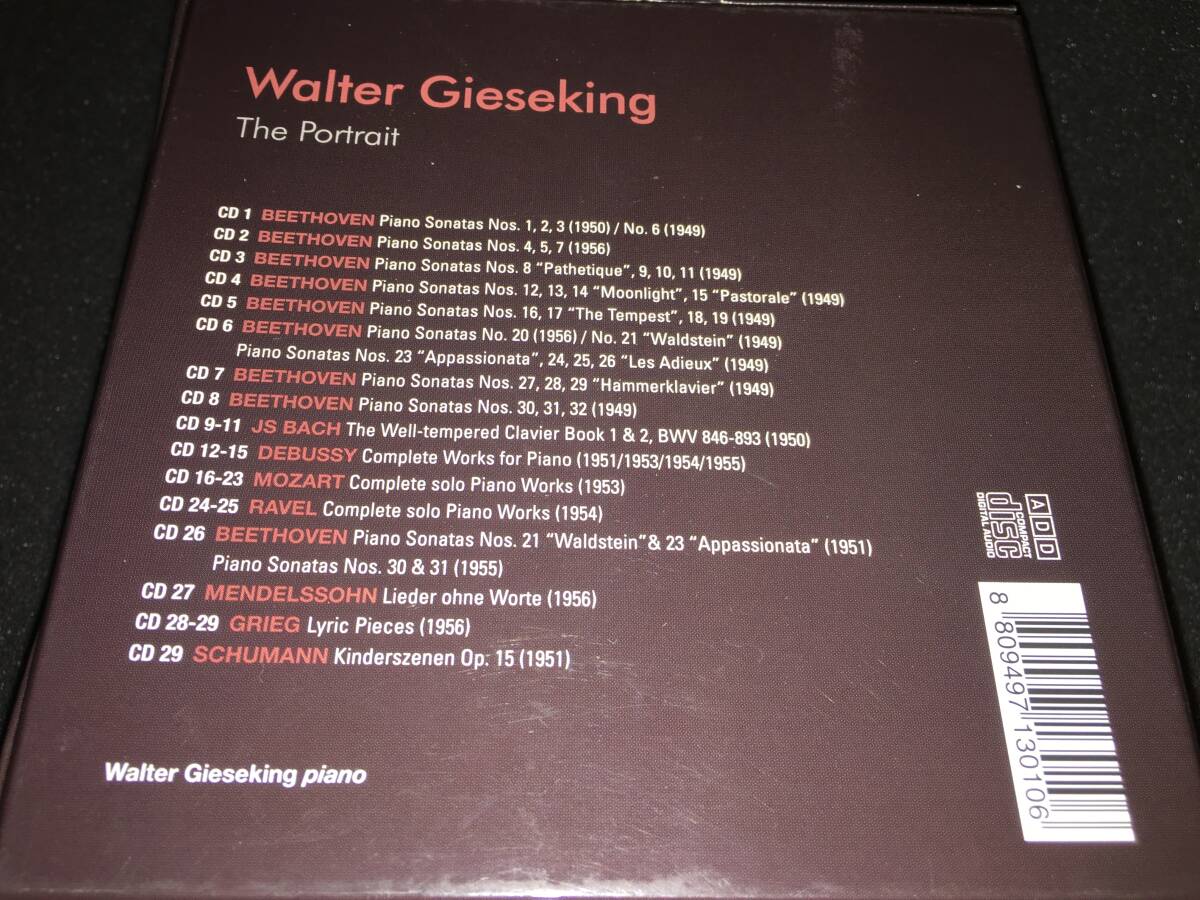 Walter Gieseking
The Portrait
CD 1 BEETHOVEN Piano Sonatas Nos. 1, 2, 3 (1950) / No. 6 (1949)
CD 2 BEETHOVEN Piano Sonatas Nos. 4, 5, 7 (1956)
CD 3 BEETHOVEN Piano Sonatas Nos. 8 “Pathetique”, 9, 10, 11 (1949)
CD 4 BEETHOVEN Piano Sonatas Nos. 12, 13, 14 “Moonlight”, 15 “Pastorale” (1949)
CD 5 BEETHOVEN Piano Sonatas Nos. 16, 17 “The Tempest”, 18, 19 (1949)
CD 6 BEETHOVEN Piano Sonatas No. 20 (1956) / No. 21 “Waldstein” (1949)
Piano Sonatas Nos. 23 “Appassionata”, 24, 25, 26 “Les Adieux” (1949)
CD 7 BEETHOVEN Piano Sonatas Nos. 27, 28, 29 “Hammerklavier” (1949)
CD 8 BEETHOVEN Piano Sonatas Nos. 30, 31, 32 (1949)
CD 9-11 JS BACH The Well-tempered Clavier Book 1 & 2, BWV 846-893 (1950)
CD 12-15 DEBUSSY Complete Works for Piano (1951/1953/1954/1955)
CD 16-23 MOZART Complete solo Piano Works (1953)
CD 24-25 RAVEL Complete solo Piano Works (1954)
CD 26 BEETHOVEN Piano Sonatas Nos. 21 “Waldstein”& 23 “Appassionata” (1951)
Piano Sonatas Nos. 30 & 31 (1955)
CD 27 MENDELSSOHN Lieder ohne Worte (1956)
CD 28-29 GRIEG Lyric Pieces (1956)
CD 29 SCHUMANN Kinderszenen Op. 15 (1951)
Walter Gieseking piano
ADD
COMPACT
disc
DIGITAL AUDIO
8 809497 130106